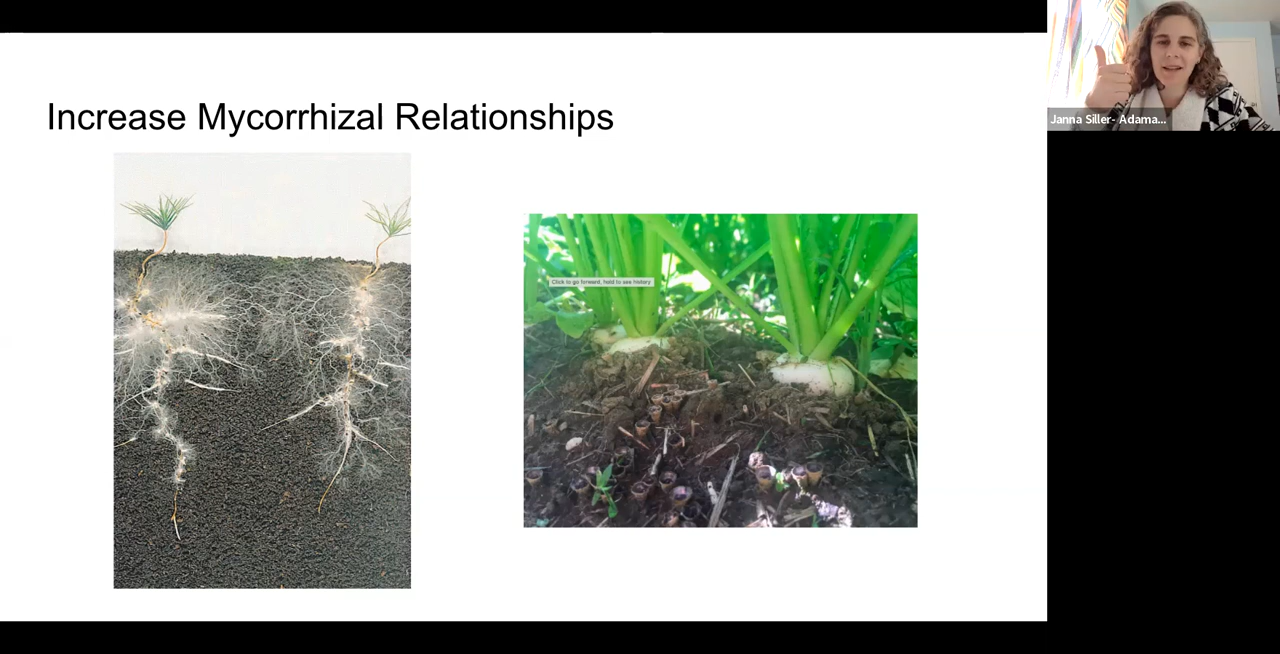 Increase Mycorrhizal Relationships
Janna Siller- Adama...
Click to go forward, hold to see history